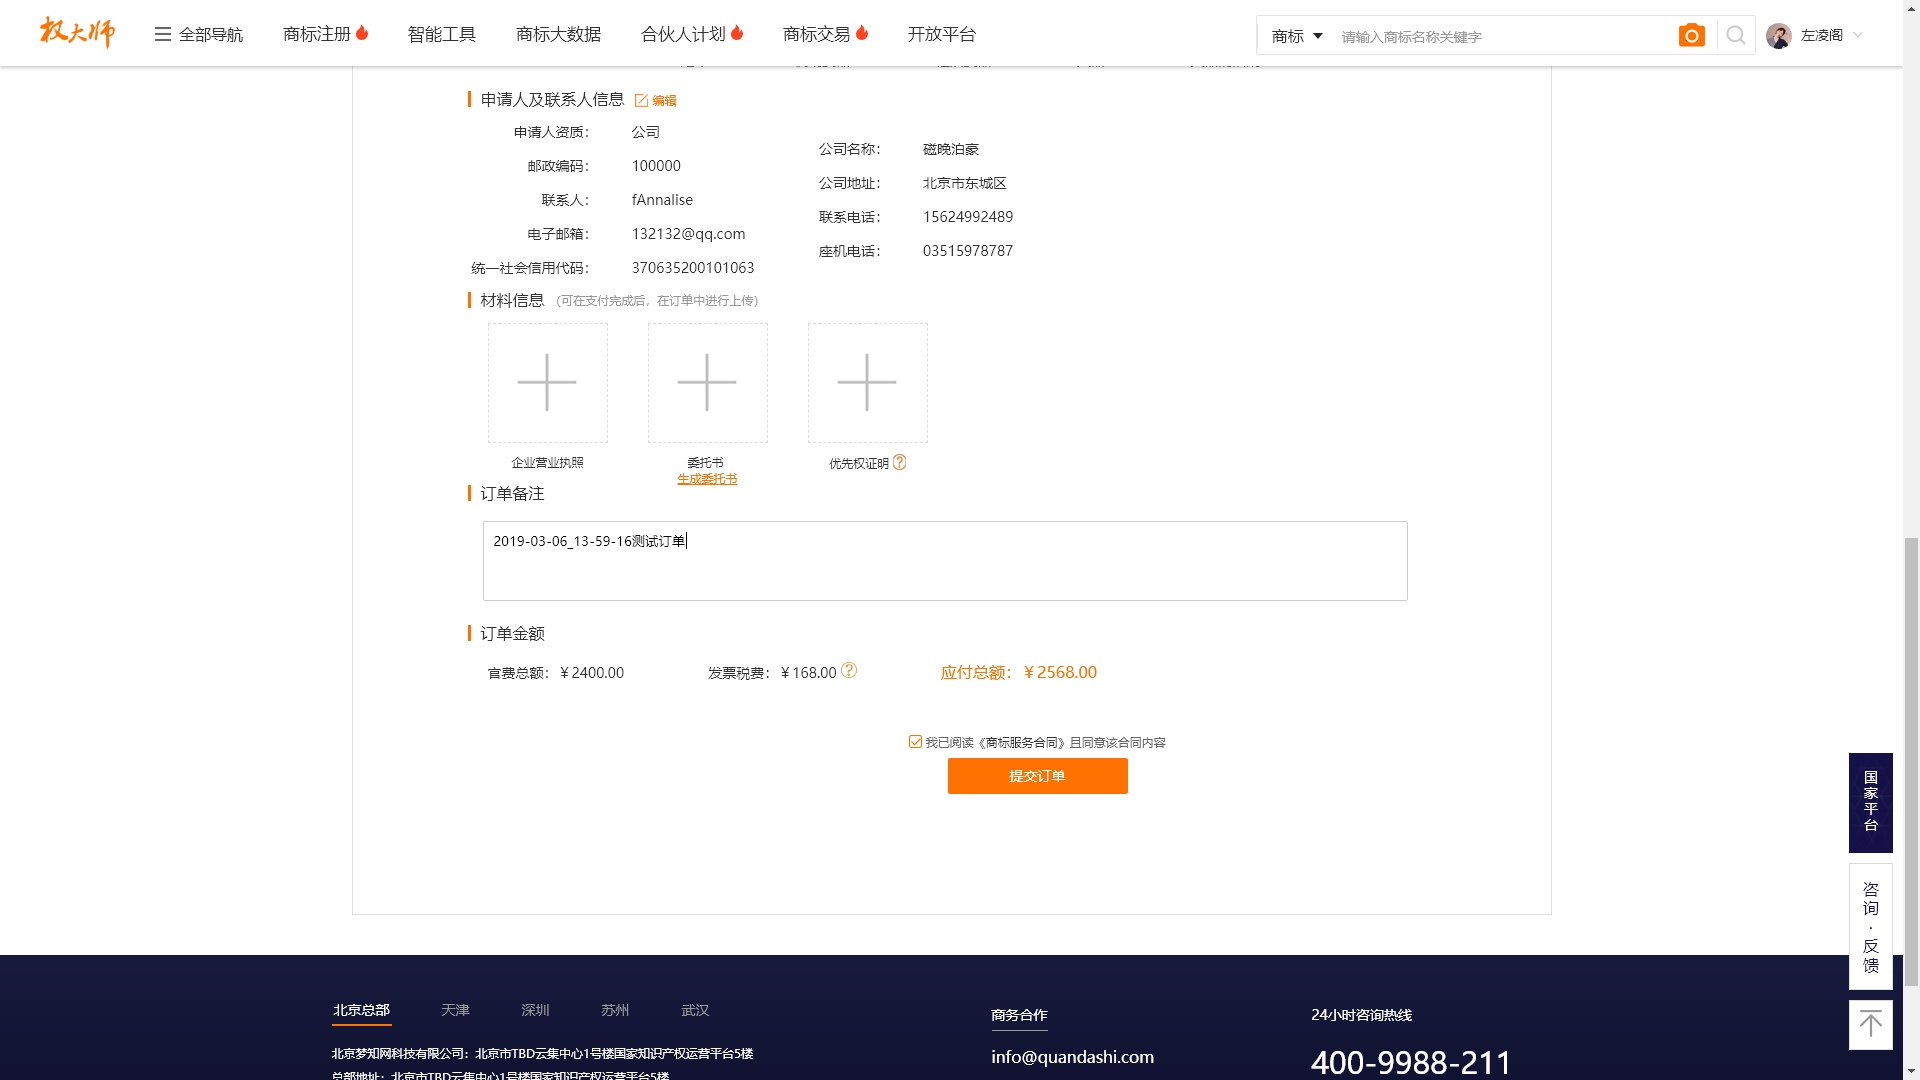 权大师
全部导航
商标注册
智能工具
商标大数据
合伙人计划
商标交易
开放平台
商标
请输入商标名称关键字
左凌阁
申请人及联系人信息 编辑
申请人资质： 公司
邮政编码： 100000
联系人： fAnnalise
电子邮箱： 132132@qq.com
统一社会信用代码： 370635200101063
公司名称： 磁晚泊豪
公司地址： 北京市东城区
联系电话： 15624992489
座机电话： 03515978787
材料信息 （可在支付完成后，在订单中进行上传）
企业营业执照
委托书
生成委托书
优先权证明
订单备注
2019-03-06_13-59-16测试订单
订单金额
官费总额：￥2400.00
发票税费：￥168.00
应付总额：￥2568.00
我已阅读《商标服务合同》且同意该合同内容
提交订单
国家平台
咨询·反馈
北京总部
天津
深圳
苏州
武汉
北京梦知网科技有限公司：北京市TBD云集中心1号楼国家知识产权运营平台5楼
总部地址：北京市TBD云集中心1号楼国家知识产权运营平台5楼
商务合作
info@quandashi.com
24小时咨询热线
400-9988-211